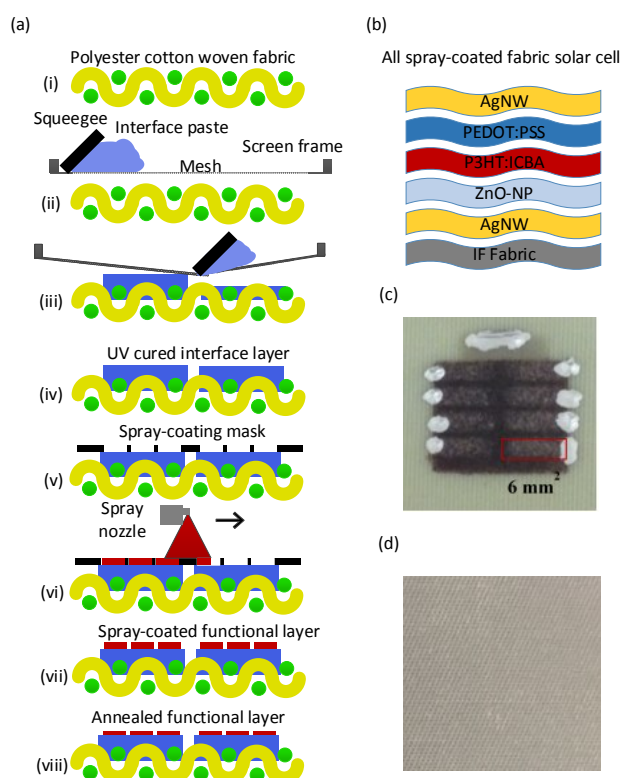 (a)
Polyester cotton woven fabric
(i)
Squeegee
Interface paste
Screen frame
Mesh
(ii)
(iii)
UV cured interface layer
(iv)
Spray-coating mask
(v)
Spray
nozzle
(vi)
Spray-coated functional layer
(vii)
Annealed functional layer
(viii)
(b)
All spray-coated fabric solar cell
AgNW
PEDOT:PSS
P3HT:ICBA
ZnO-NP
AgNW
IF Fabric
(c)
6 mm²
(d)